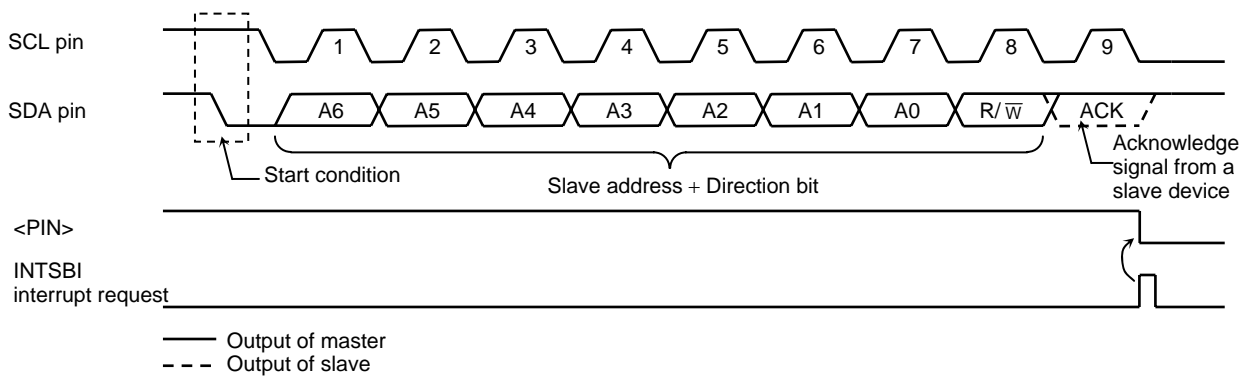 SCL pin
1 2 3 4 5 6 7 8 9
SDA pin
A6 A5 A4 A3 A2 A1 A0 R/W̅ ACK
Start condition
Slave address + Direction bit
Acknowledge
signal from a
slave device
<PIN>
INTSBI
interrupt request
Output of master
Output of slave